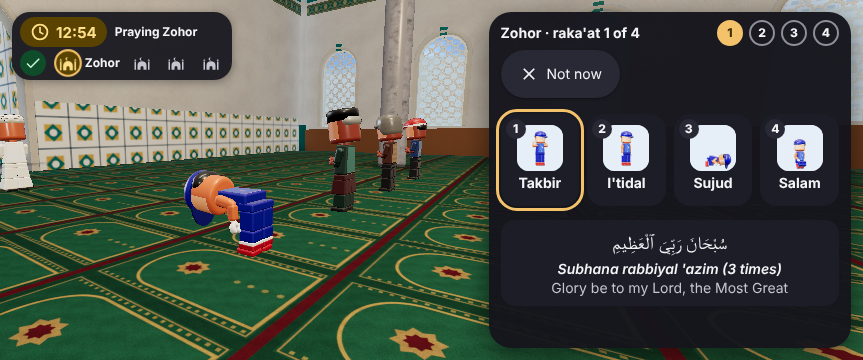 12:54 Praying Zohor
Zohor
Zohor · raka'at 1 of 4
1 2 3 4
Not now
1 2 3 4
Takbir I'tidal Sujud Salam
سُبْحَانَ رَبِّيَ ٱلْعَظِيمِ
Subhana rabbiyal 'azim (3 times)
Glory be to my Lord, the Most Great